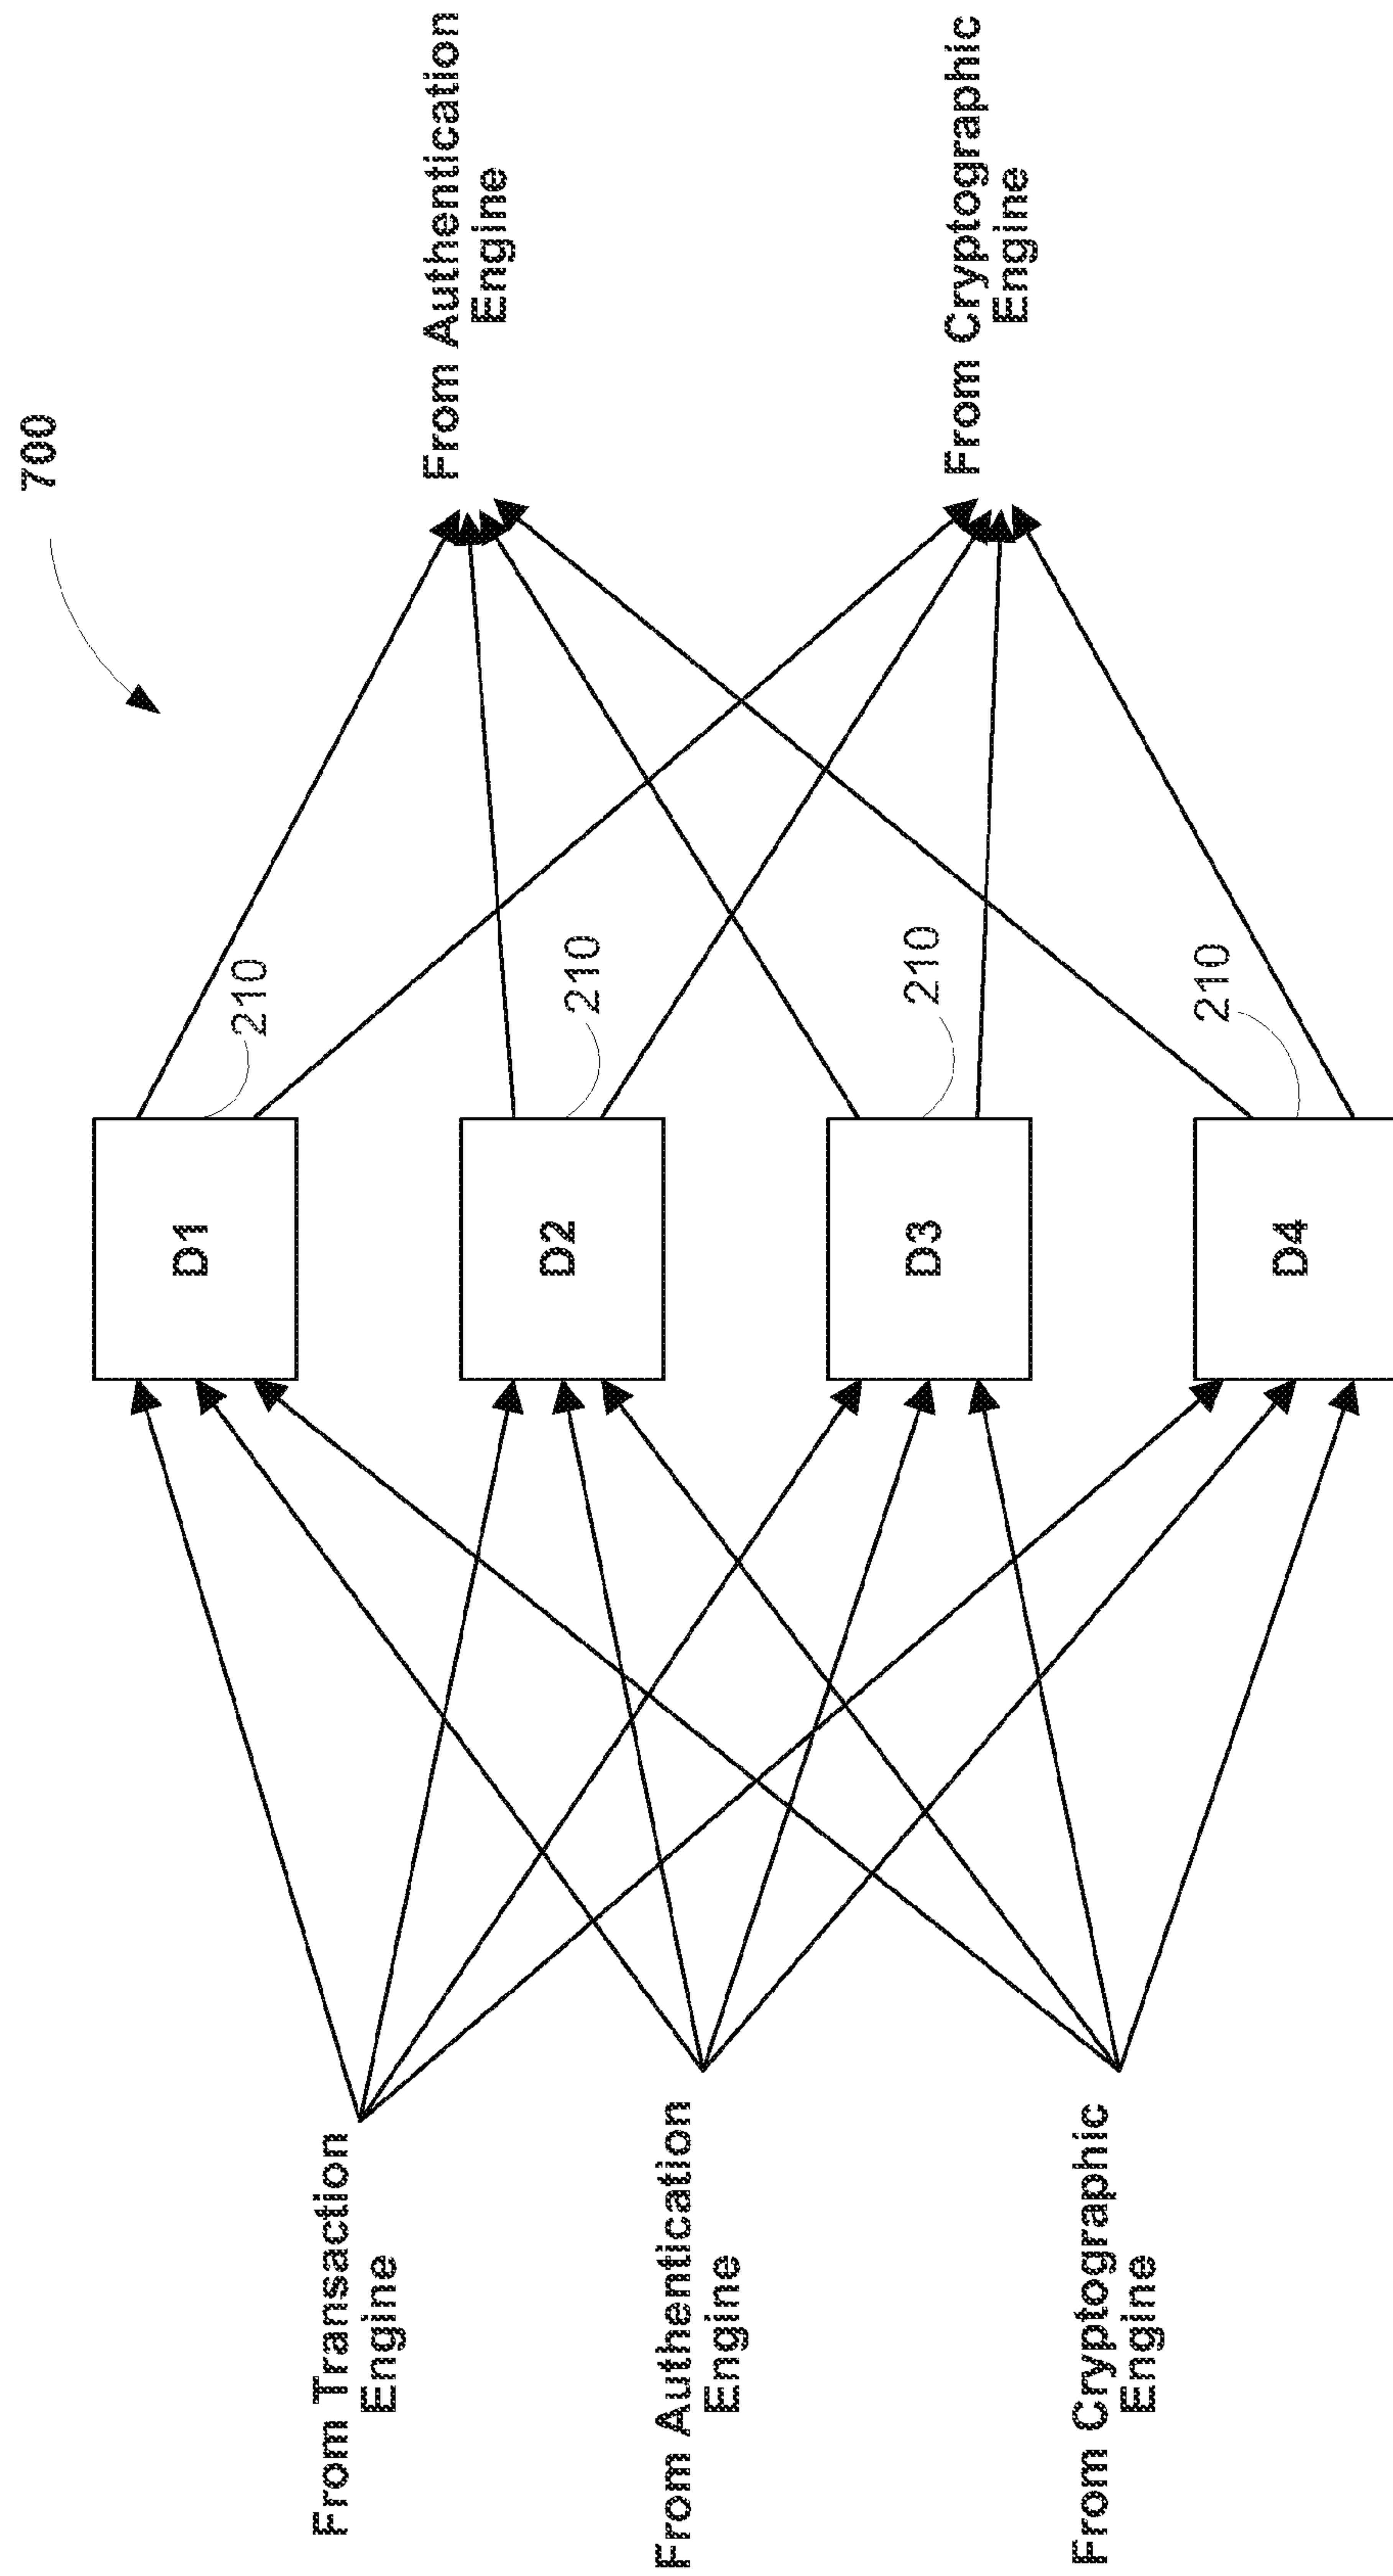 700
From Transaction
Engine
From Authentication
Engine
From Cryptographic
Engine
D1
210
D2
210
D3
210
D4
210
From Authentication
Engine
From Cryptographic
Engine